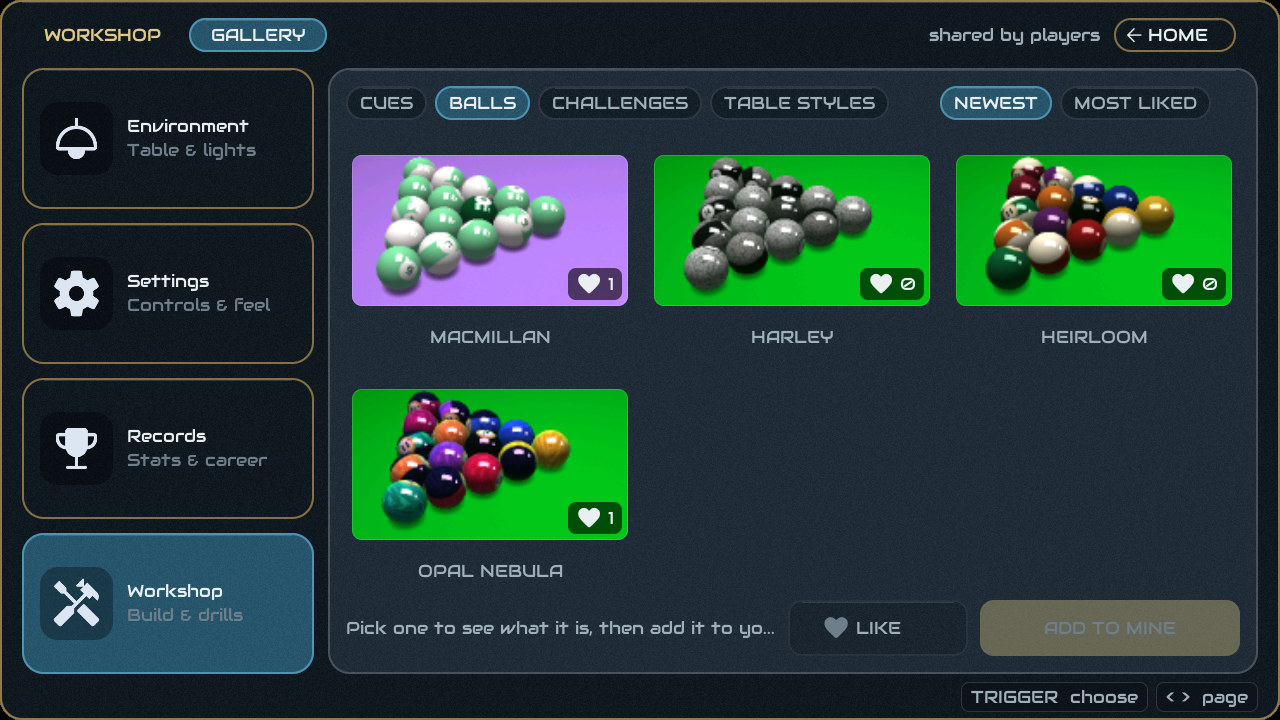 WORKSHOP GALLERY shared by players ← HOME
Environment
Table & lights
Settings
Controls & feel
Records
Stats & career
Workshop
Build & drills
CUES BALLS CHALLENGES TABLE STYLES NEWEST MOST LIKED
1 0 0
MACMILLAN HARLEY HEIRLOOM
1
OPAL NEBULA
Pick one to see what it is, then add it to yo... LIKE ADD TO MINE
TRIGGER choose < > page